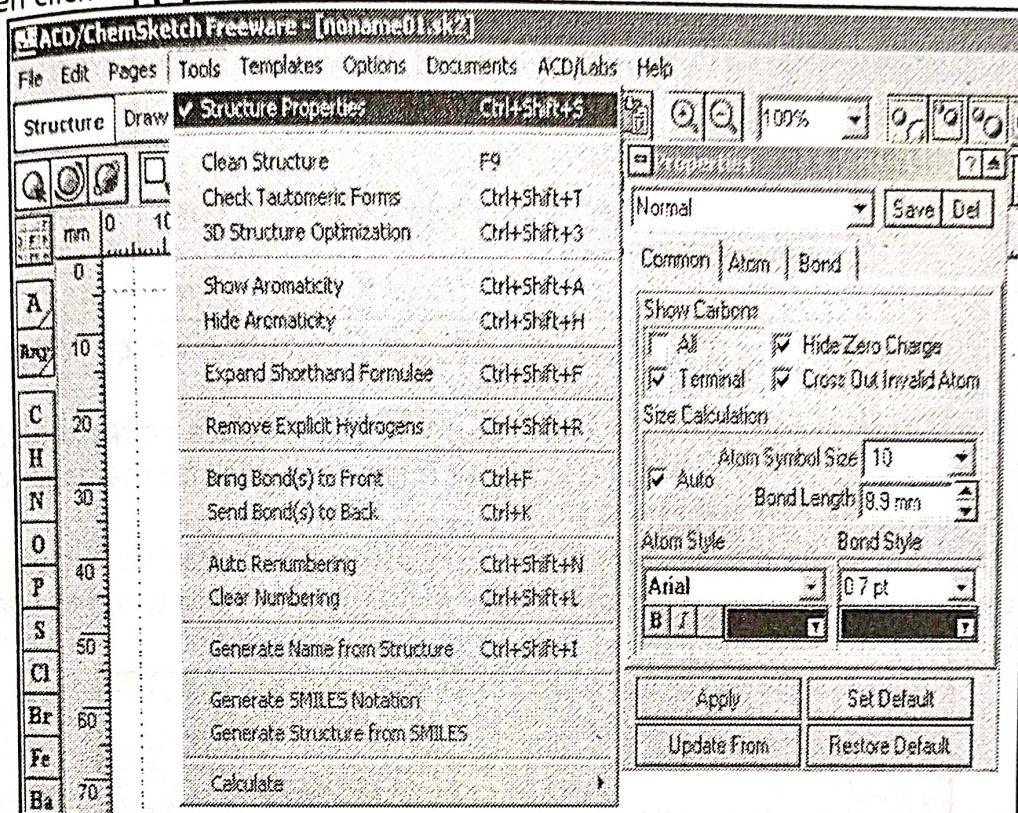 ACD/ChemSketch Freeware - [noname01.sk2]
File Edit Pages Tools Templates Options Documents ACD/Labs Help
Structure Draw
100%
mm 0 10
0
10
20
30
40
50
60
70
A
C
H
N
O
P
S
Cl
Br
Fe
Ba
Structure Properties Ctrl+Shift+S
Clean Structure F9
Check Tautomeric Forms Ctrl+Shift+T
3D Structure Optimization Ctrl+Shift+3
Show Aromaticity Ctrl+Shift+A
Hide Aromaticity Ctrl+Shift+H
Expand Shorthand Formulae Ctrl+Shift+F
Remove Explicit Hydrogens Ctrl+Shift+R
Bring Bond(s) to Front Ctrl+F
Send Bond(s) to Back Ctrl+K
Auto Renumbering Ctrl+Shift+N
Clear Numbering Ctrl+Shift+L
Generate Name from Structure Ctrl+Shift+I
Generate SMILES Notation
Generate Structure from SMILES
Calculate
Properties ?
Normal Save Del
Common Atom Bond
Show Carbons
All Hide Zero Charge
Terminal Cross Out Invalid Atom
Size Calculation
Atom Symbol Size 10
Auto
Bond Length 8.9 mm
Atom Style Bond Style
Arial 0.7 pt
B I
Apply Set Default
Update From Restore Default